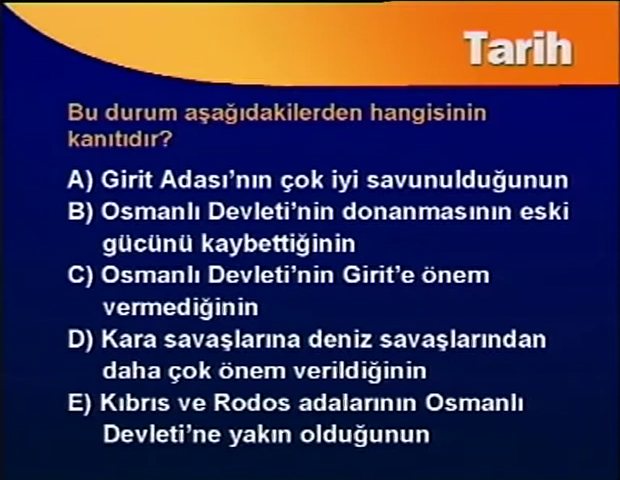 Tarih
Bu durum aşağıdakilerden hangisinin
kanıtıdır?
A) Girit Adası’nın çok iyi savunulduğunun
B) Osmanlı Devleti’nin donanmasının eski
gücünü kaybettiğinin
C) Osmanlı Devleti’nin Girit’e önem
vermediğinin
D) Kara savaşlarına deniz savaşlarından
daha çok önem verildiğinin
E) Kıbrıs ve Rodos adalarının Osmanlı
Devleti’ne yakın olduğunun